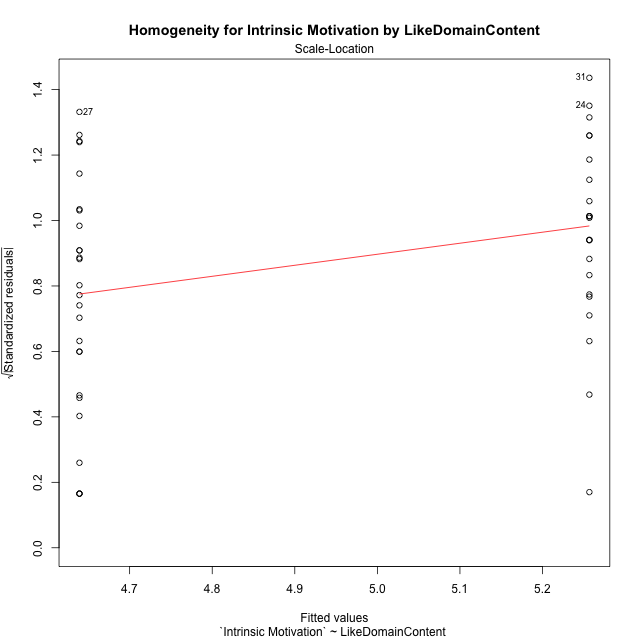 Homogeneity for Intrinsic Motivation by LikeDomainContent
Scale-Location
31
24
27
1.4
1.2
1.0
0.8
0.6
0.4
0.2
0.0
√|Standardized residuals|
4.7 4.8 4.9 5.0 5.1 5.2
Fitted values
`Intrinsic Motivation` ~ LikeDomainContent